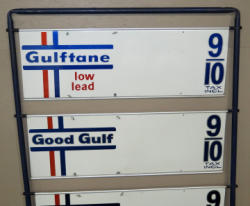 Gulftane
low
lead
9
10
TAX
INCL.
Good Gulf
9
10
TAX
INCL.
9